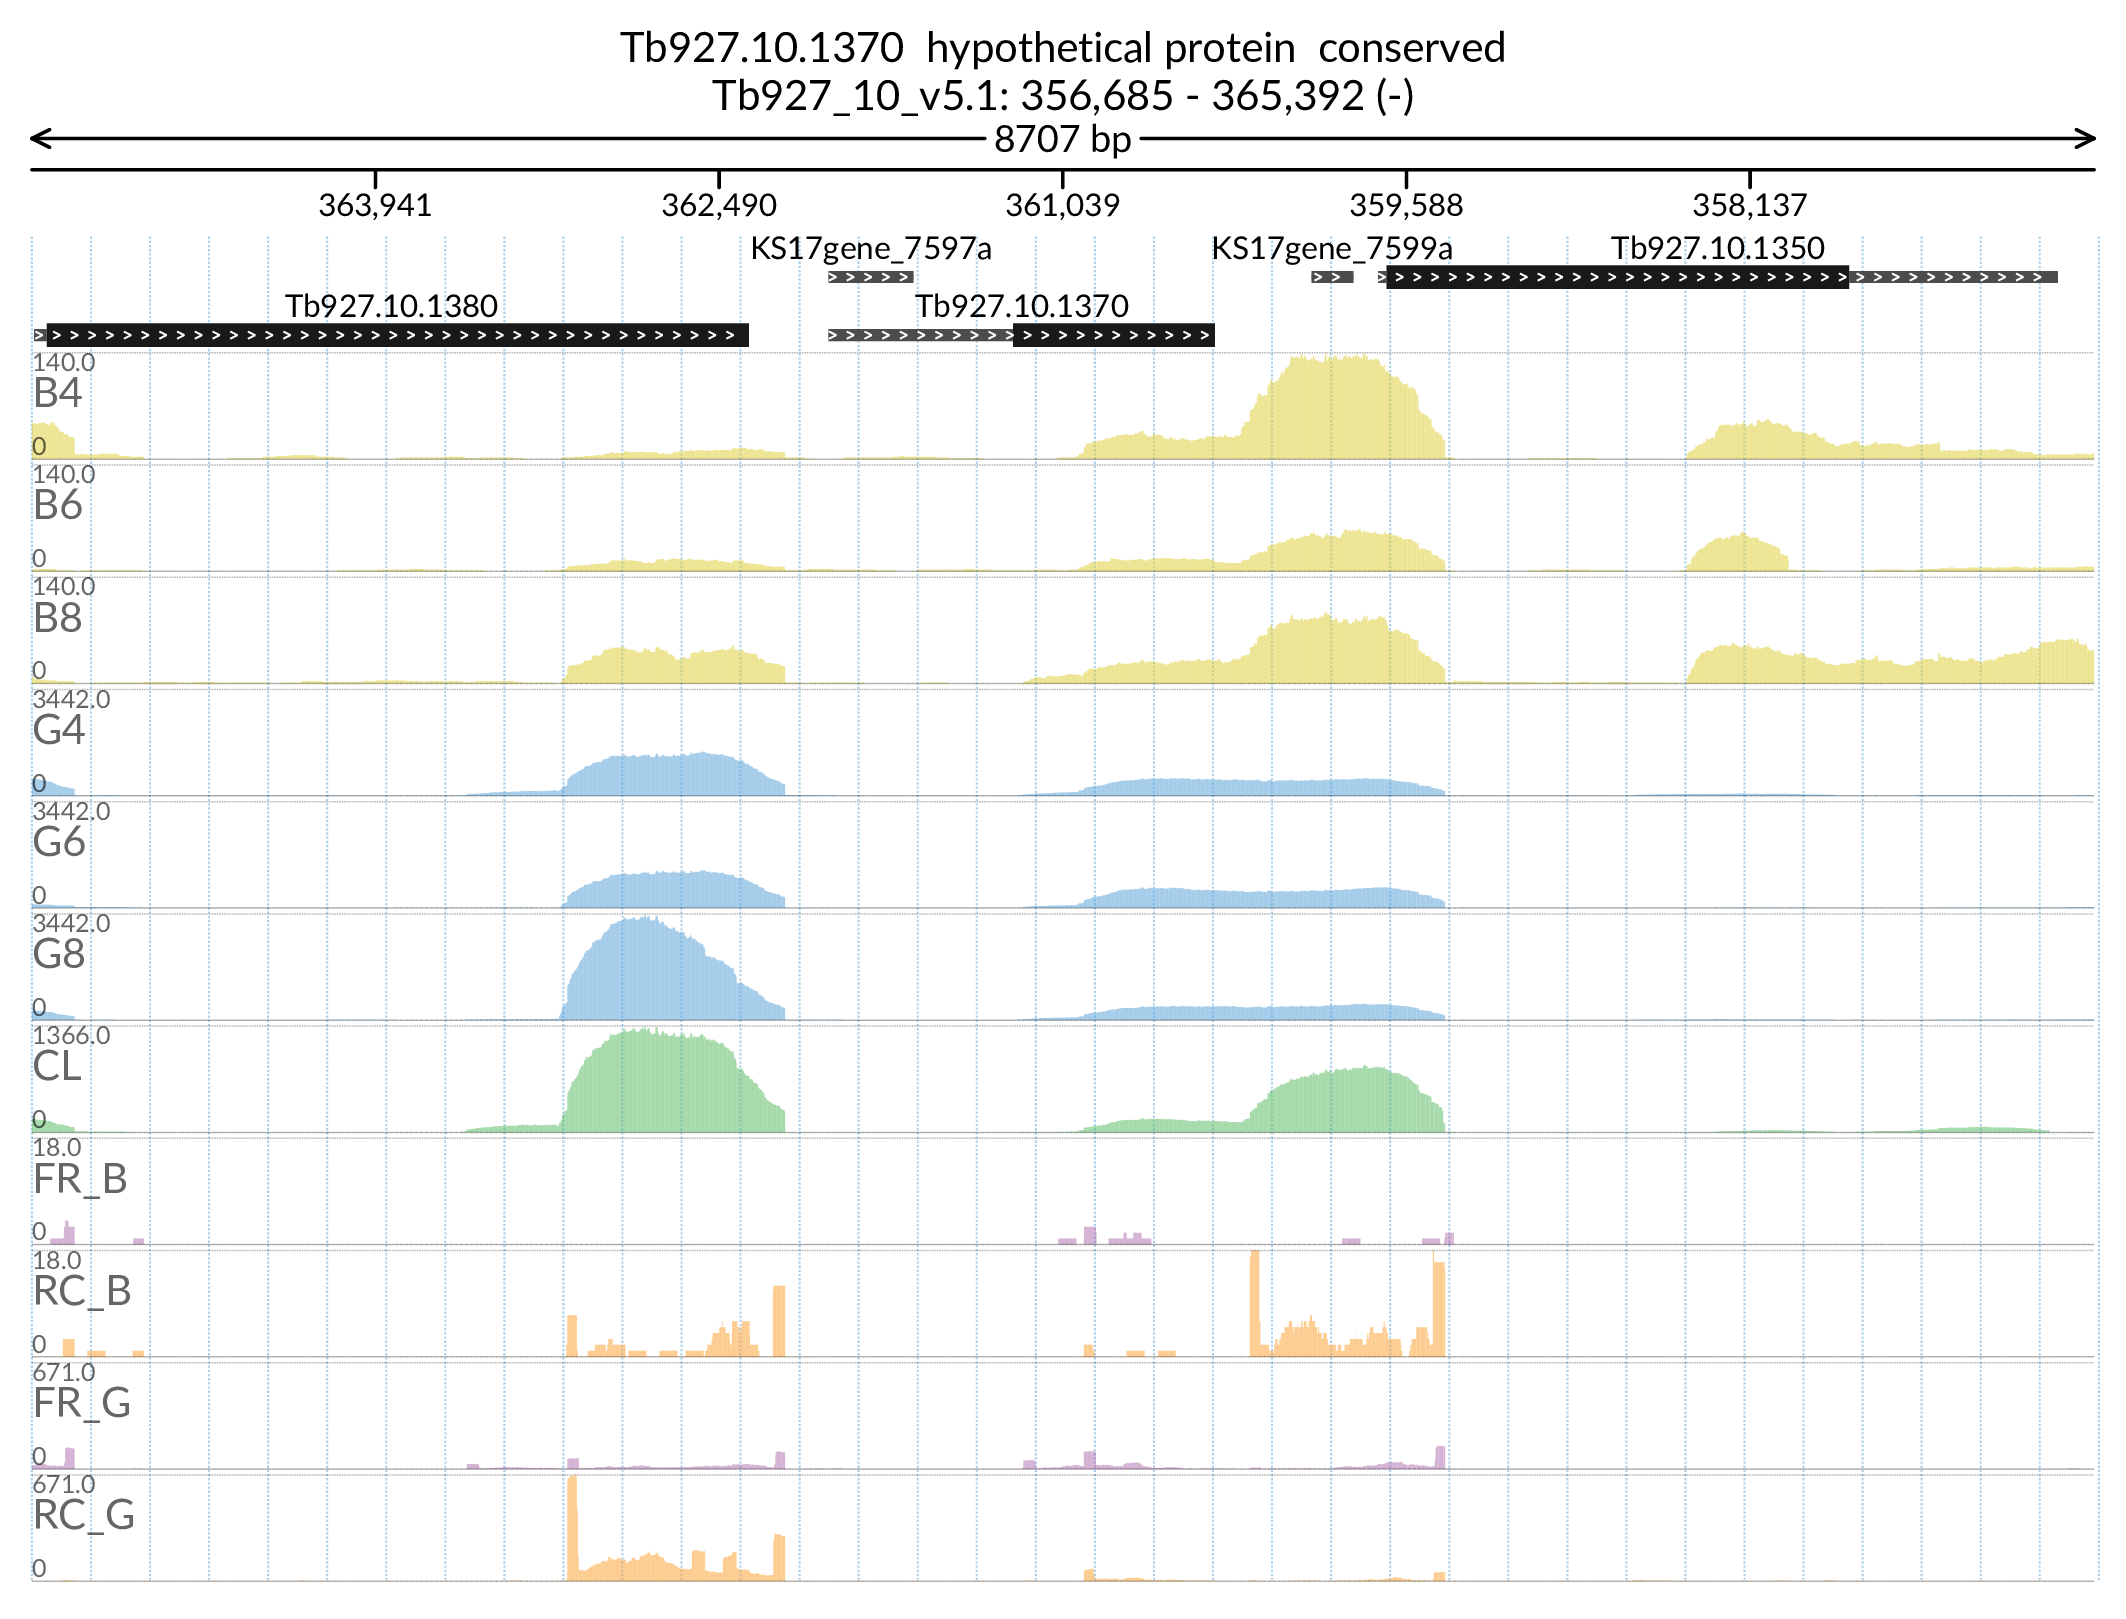 Tb927.10.1370  hypothetical protein  conserved
Tb927_10_v5.1: 356,685 - 365,392 (-)
8707 bp
363,941 362,490 361,039 359,588 358,137
KS17gene_7597a KS17gene_7599a Tb927.10.1350
Tb927.10.1380 Tb927.10.1370
140.0
B4
0
140.0
B6
0
140.0
B8
0
3442.0
G4
0
3442.0
G6
0
3442.0
G8
0
1366.0
CL
0
18.0
FR_B
0
18.0
RC_B
0
671.0
FR_G
0
671.0
RC_G
0